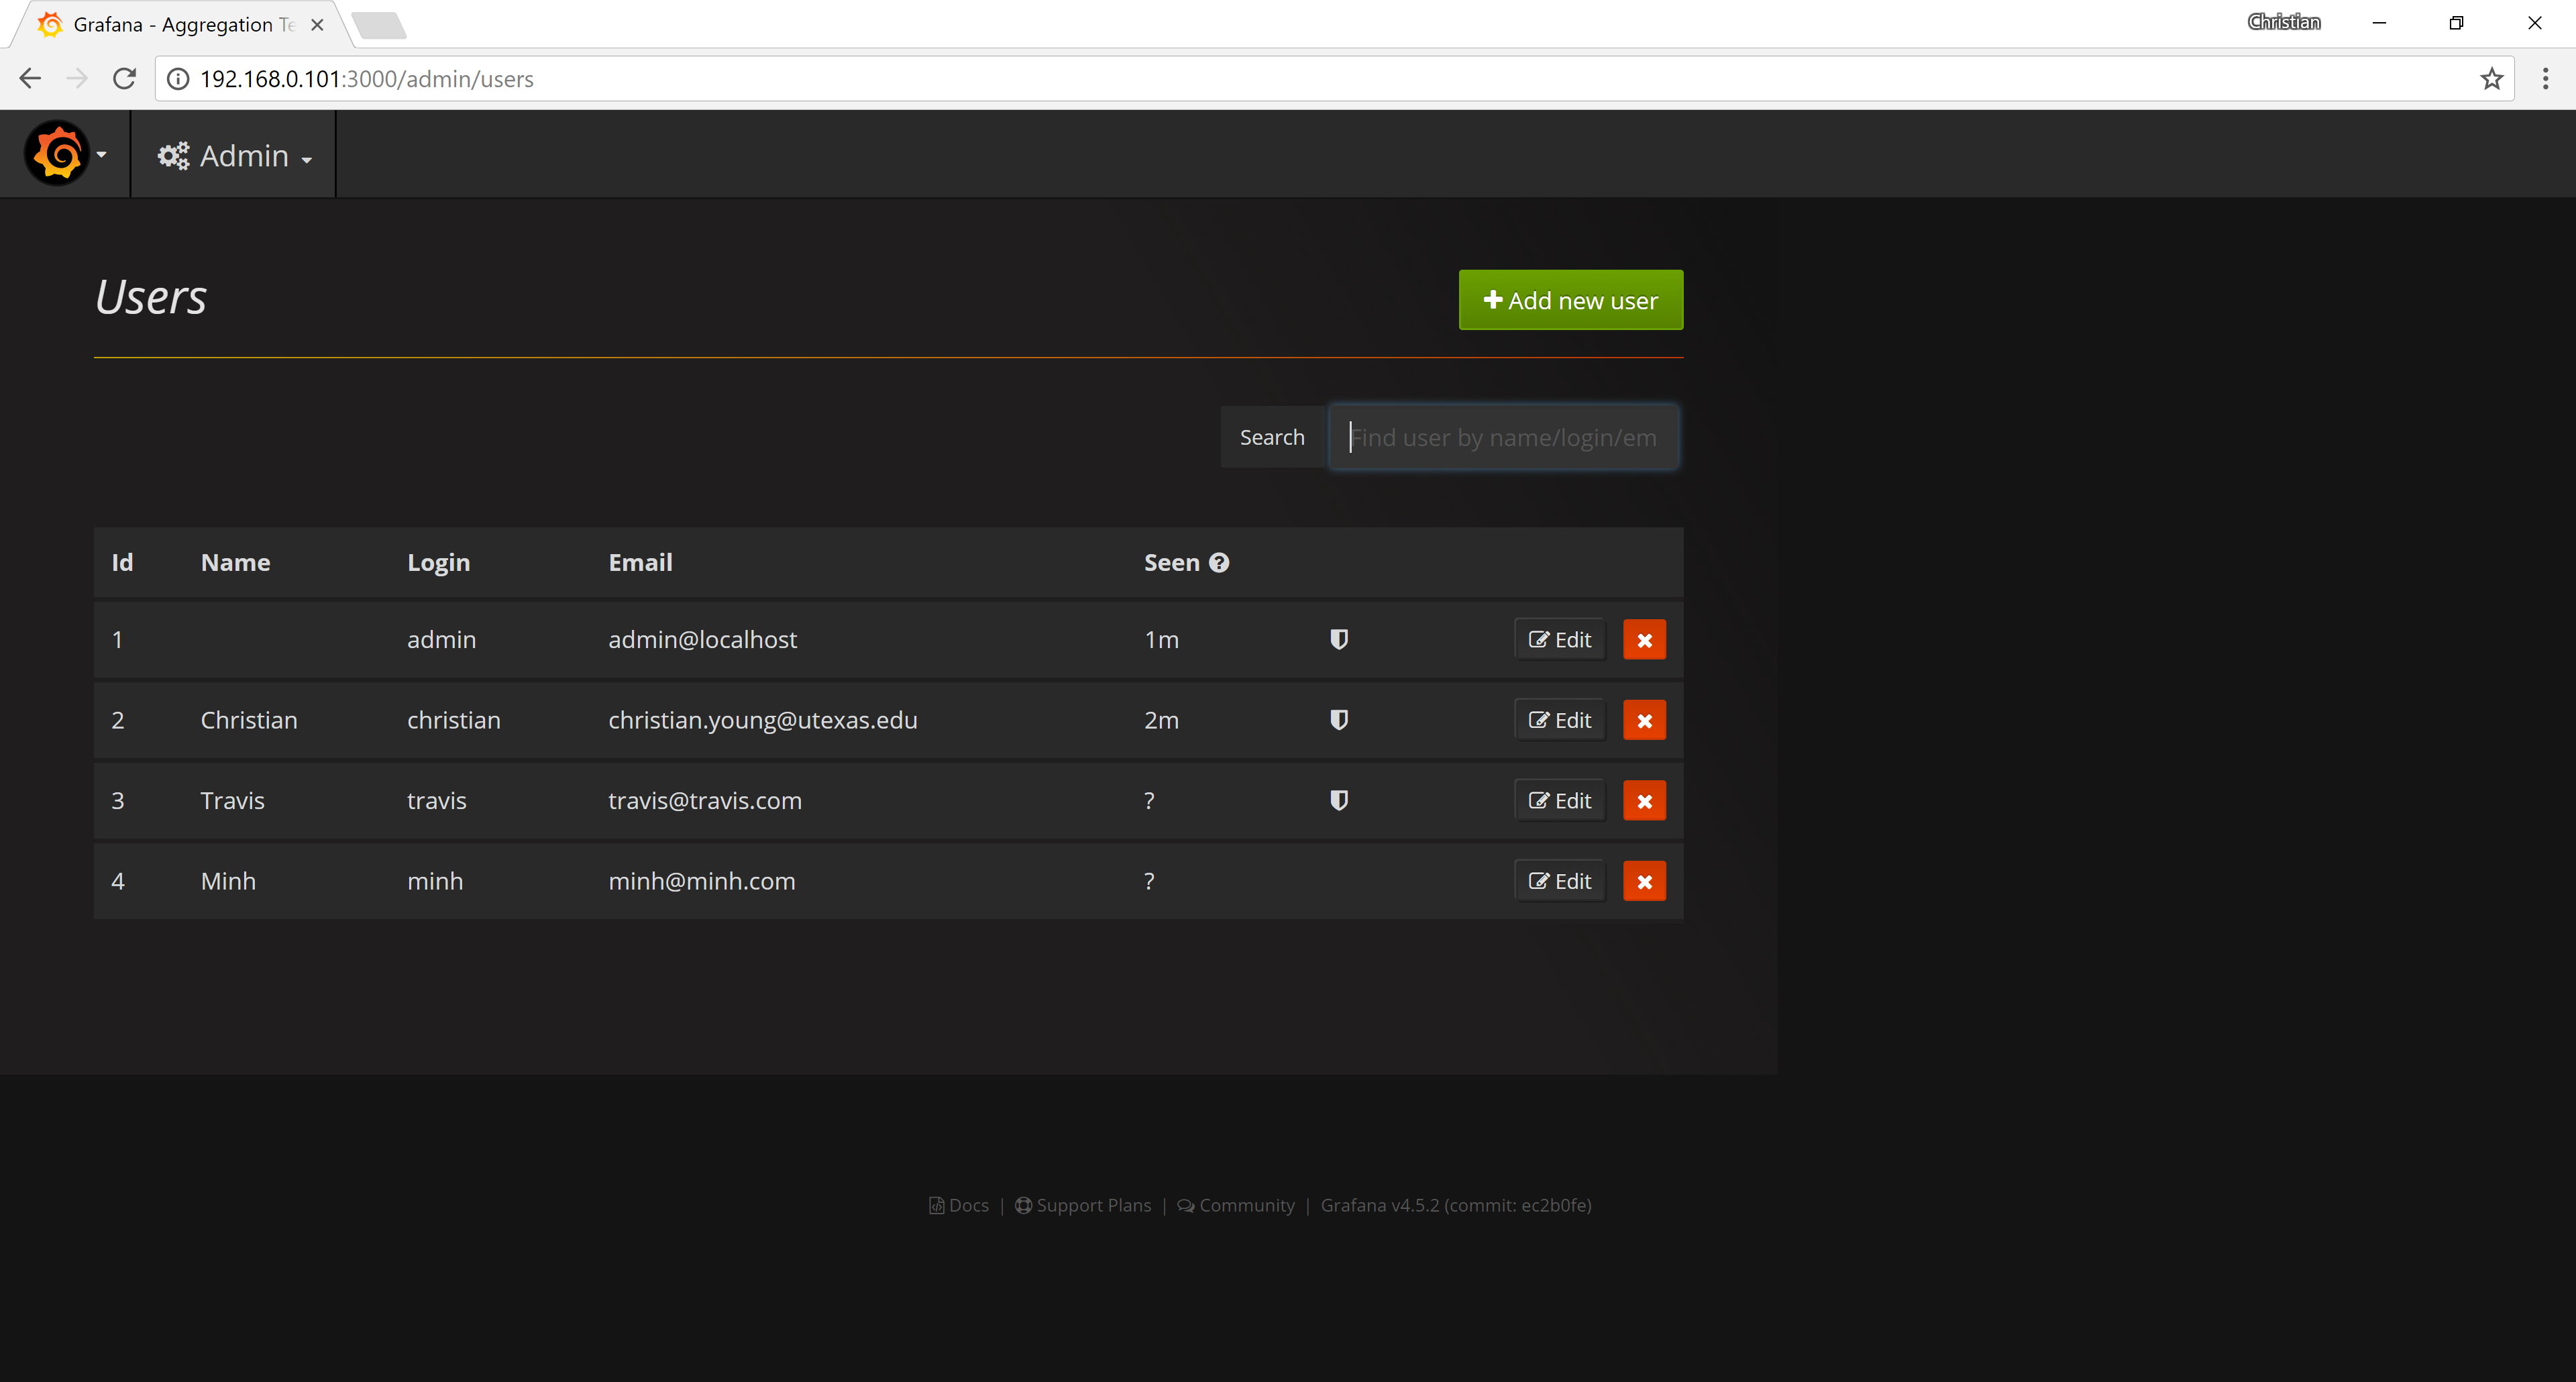 Grafana - Aggregation Te
Christian
192.168.0.101:3000/admin/users
Admin
Users
Add new user
Search Find user by name/login/em
Id Name Login Email Seen ?
1 admin admin@localhost 1m Edit
2 Christian christian christian.young@utexas.edu 2m Edit
3 Travis travis travis@travis.com ? Edit
4 Minh minh minh@minh.com ? Edit
Docs | Support Plans | Community | Grafana v4.5.2 (commit: ec2b0fe)